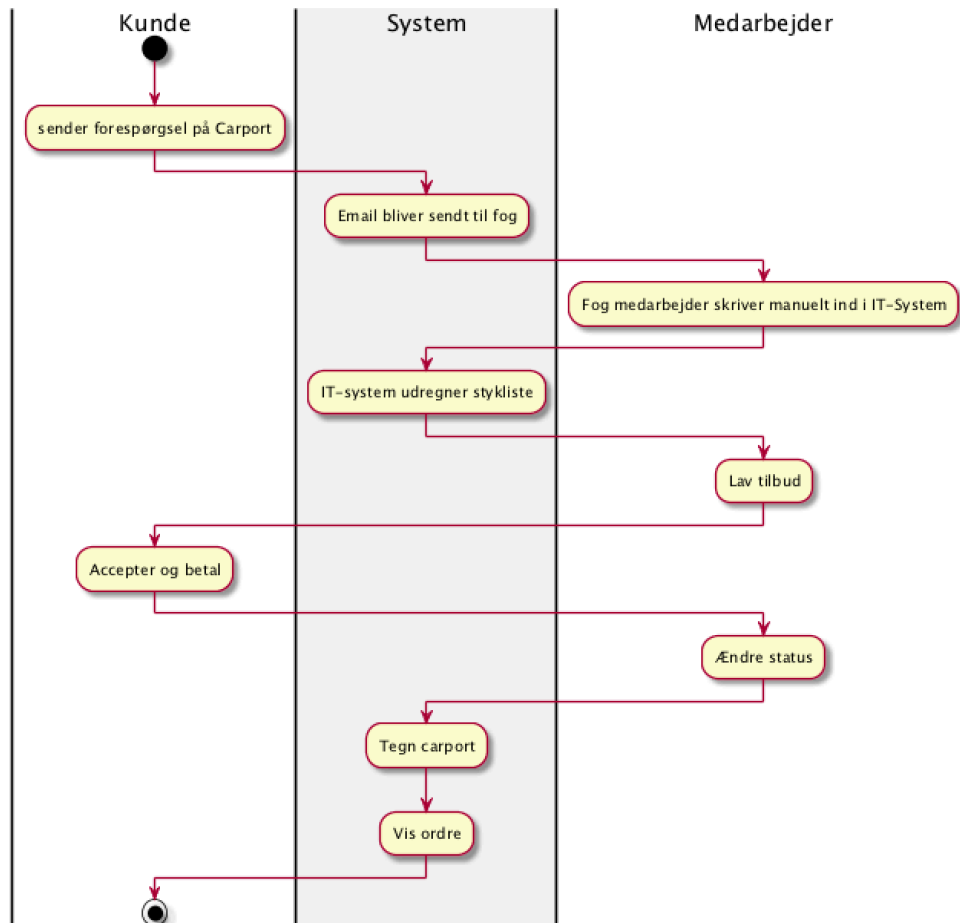 Kunde
System
Medarbejder
sender forespørgsel på Carport
Email bliver sendt til fog
Fog medarbejder skriver manuelt ind i IT-System
IT-system udregner stykliste
Lav tilbud
Accepter og betal
Ændre status
Tegn carport
Vis ordre